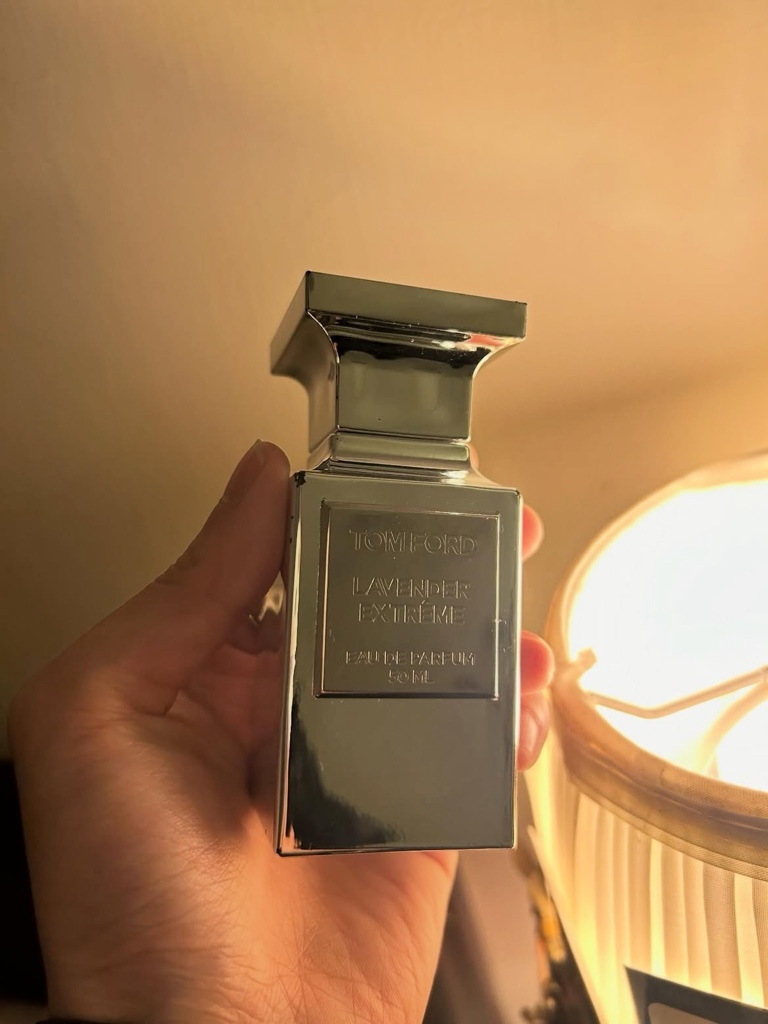 TOM FORD
LAVENDER
EXTRÊME
EAU DE PARFUM
50 ML